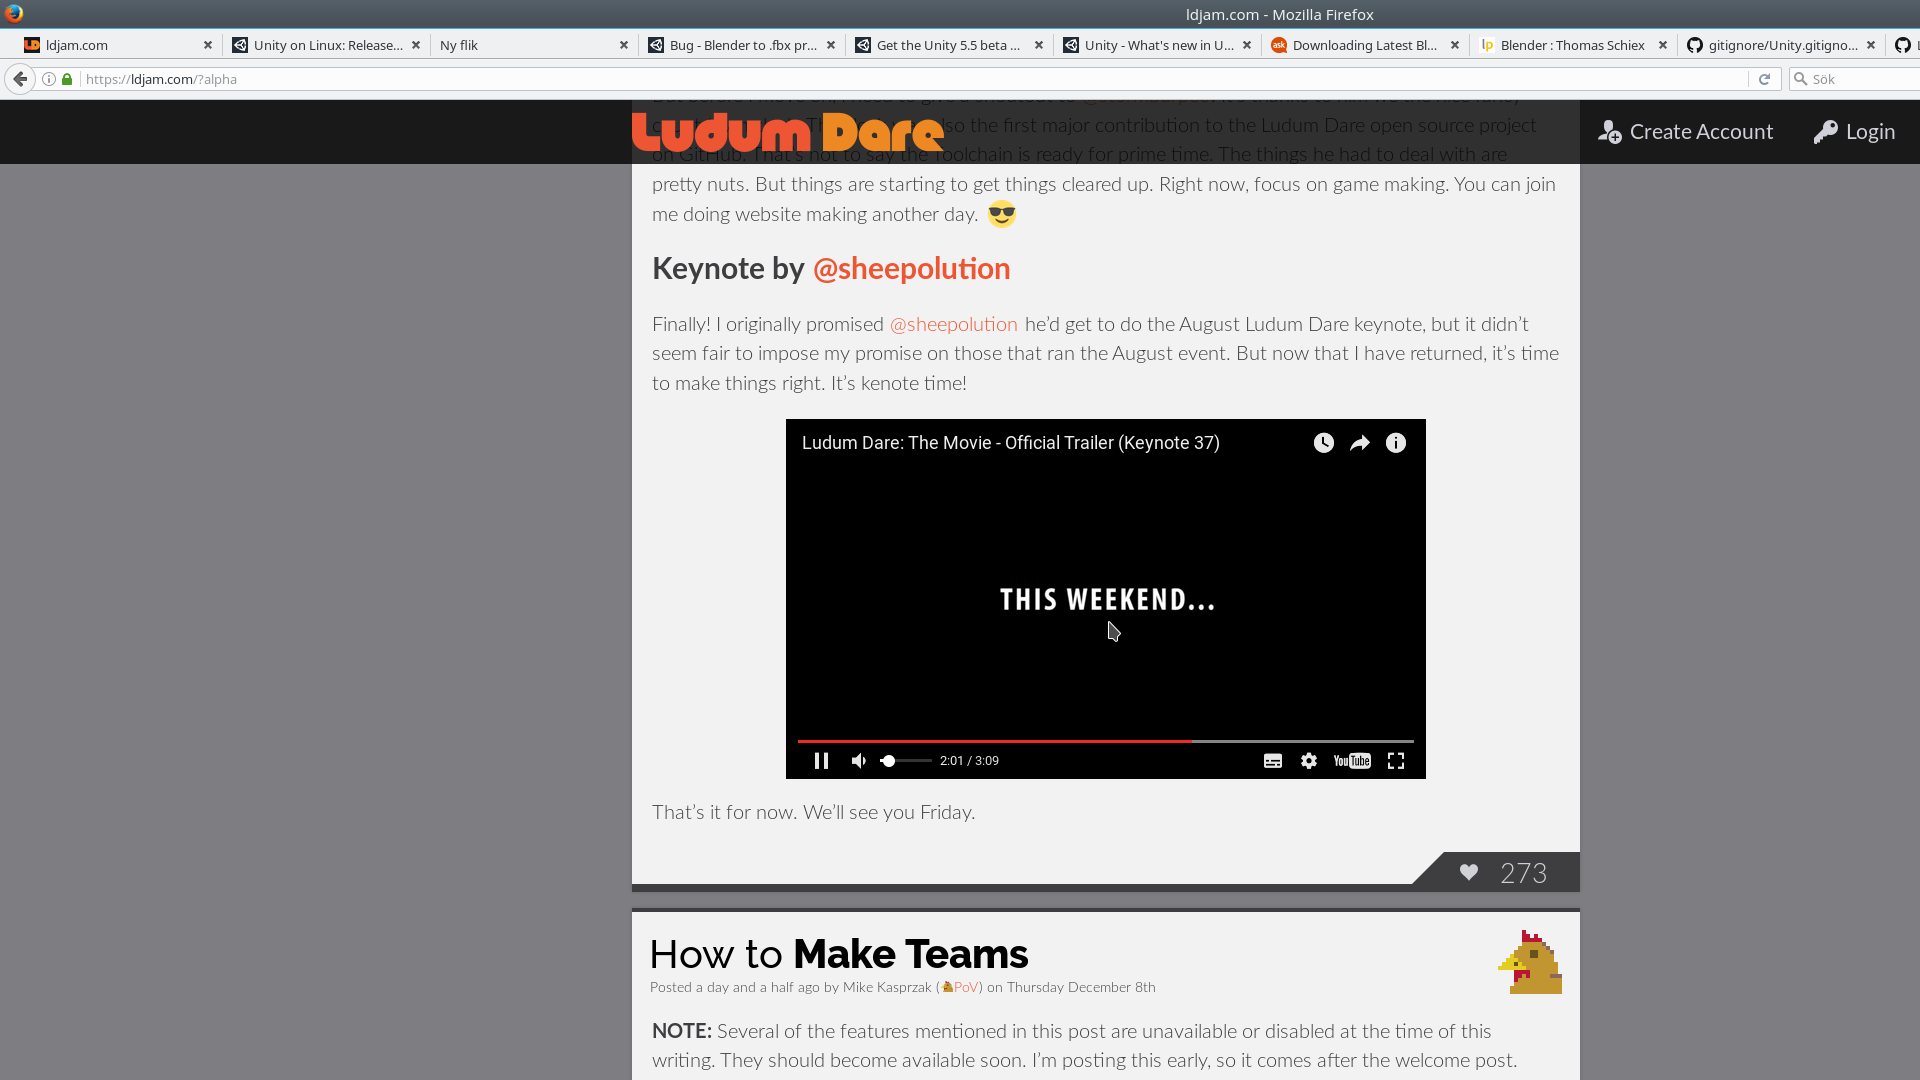 ldjam.com - Mozilla Firefox
ldjam.com
Unity on Linux: Release...
Ny flik
Bug - Blender to .fbx pr...
Get the Unity 5.5 beta ...
Unity - What's new in U...
Downloading Latest Bl...
Blender : Thomas Schiex
gitignore/Unity.gitigno...
https://ldjam.com/?alpha
Sök
Ludum Dare
Create Account
Login
also the first major contribution to the Ludum Dare open source project
on GitHub. That's not to say the Toolchain is ready for prime time. The things he had to deal with are
pretty nuts. But things are starting to get things cleared up. Right now, focus on game making. You can join
me doing website making another day.
Keynote by @sheepolution
Finally! I originally promised @sheepolution he’d get to do the August Ludum Dare keynote, but it didn’t
seem fair to impose my promise on those that ran the August event. But now that I have returned, it’s time
to make things right. It’s kenote time!
Ludum Dare: The Movie - Official Trailer (Keynote 37)
THIS WEEKEND...
2:01 / 3:09
YouTube
That’s it for now. We’ll see you Friday.
273
How to Make Teams
Posted a day and a half ago by Mike Kasprzak (PoV) on Thursday December 8th
NOTE: Several of the features mentioned in this post are unavailable or disabled at the time of this
writing. They should become available soon. I’m posting this early, so it comes after the welcome post.